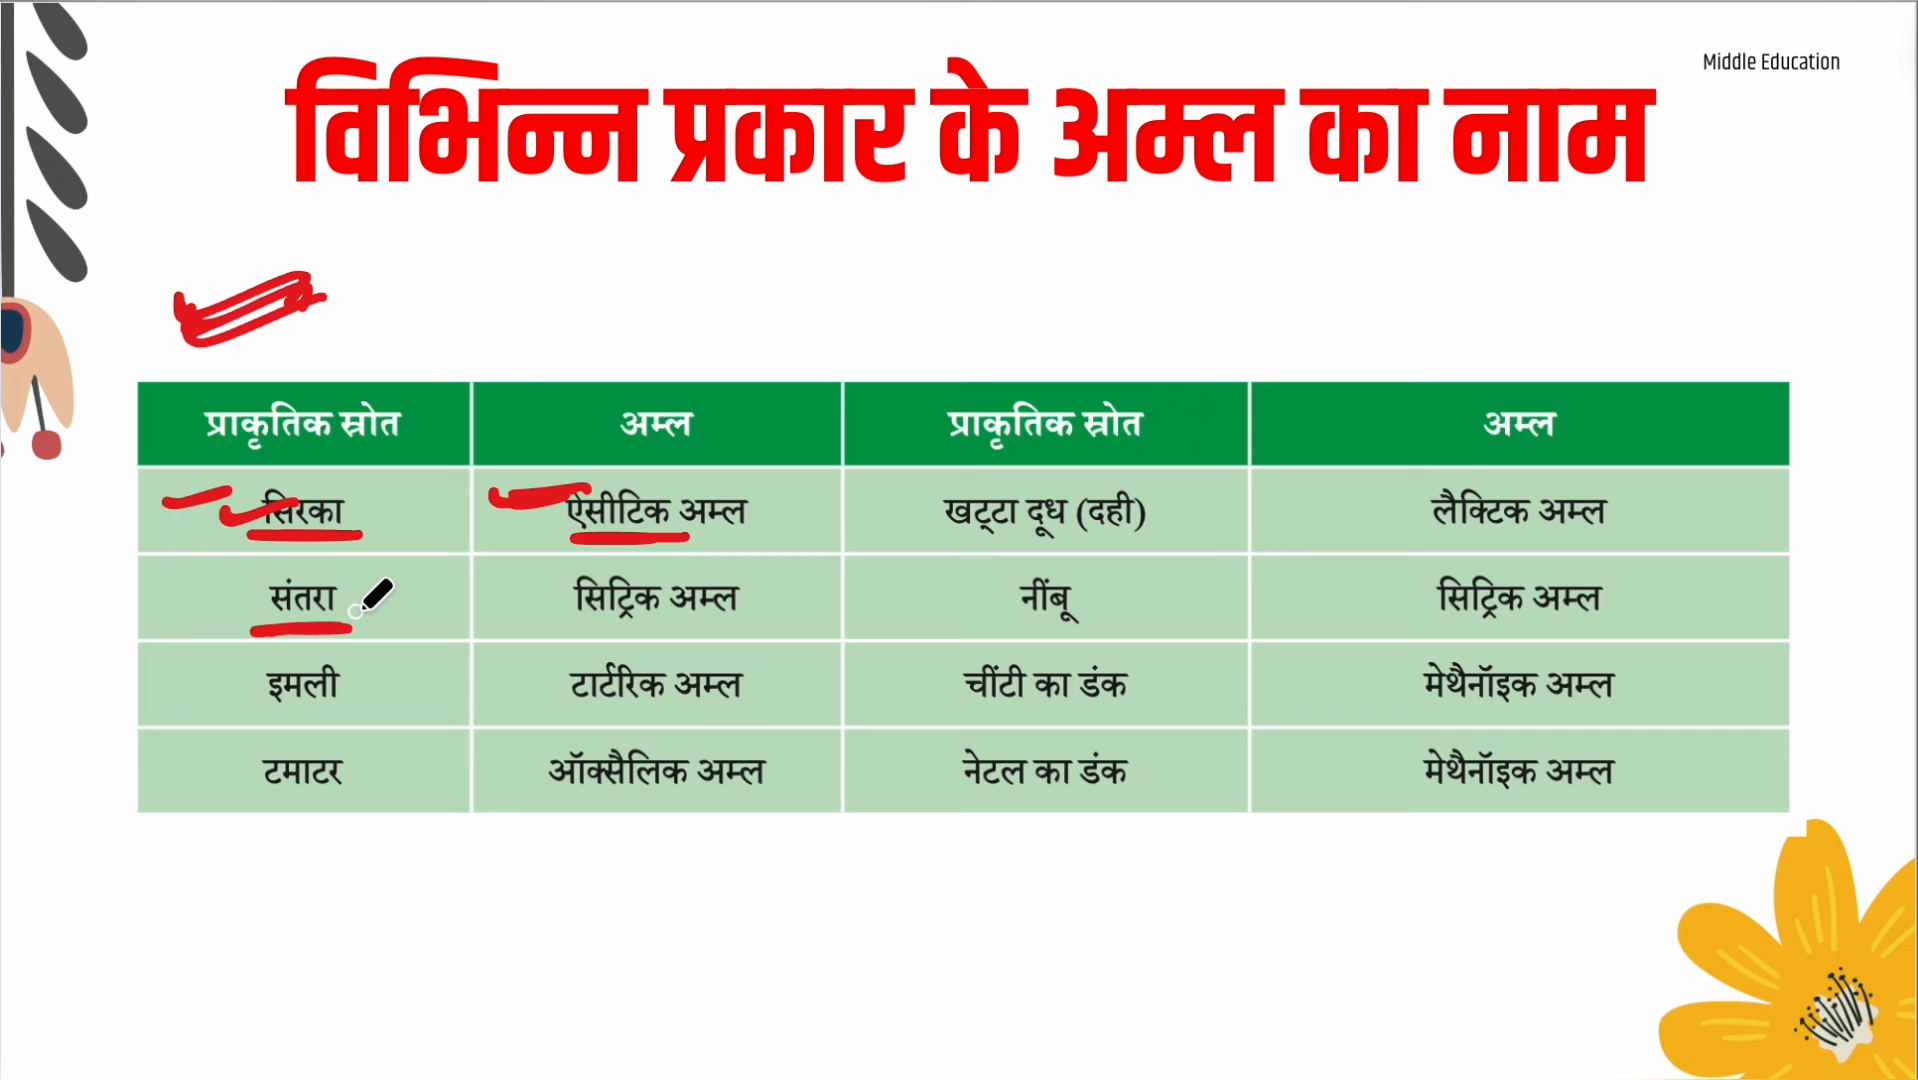 Middle Education
विभिन्न प्रकार के अम्ल का नाम
प्राकृतिक स्रोत अम्ल प्राकृतिक स्रोत अम्ल
सिरका ऐसीटिक अम्ल खट्टा दूध (दही) लैक्टिक अम्ल
संतरा सिट्रिक अम्ल नींबू सिट्रिक अम्ल
इमली टार्टरिक अम्ल चींटी का डंक मेथैनॉइक अम्ल
टमाटर ऑक्सैलिक अम्ल नेटल का डंक मेथैनॉइक अम्ल